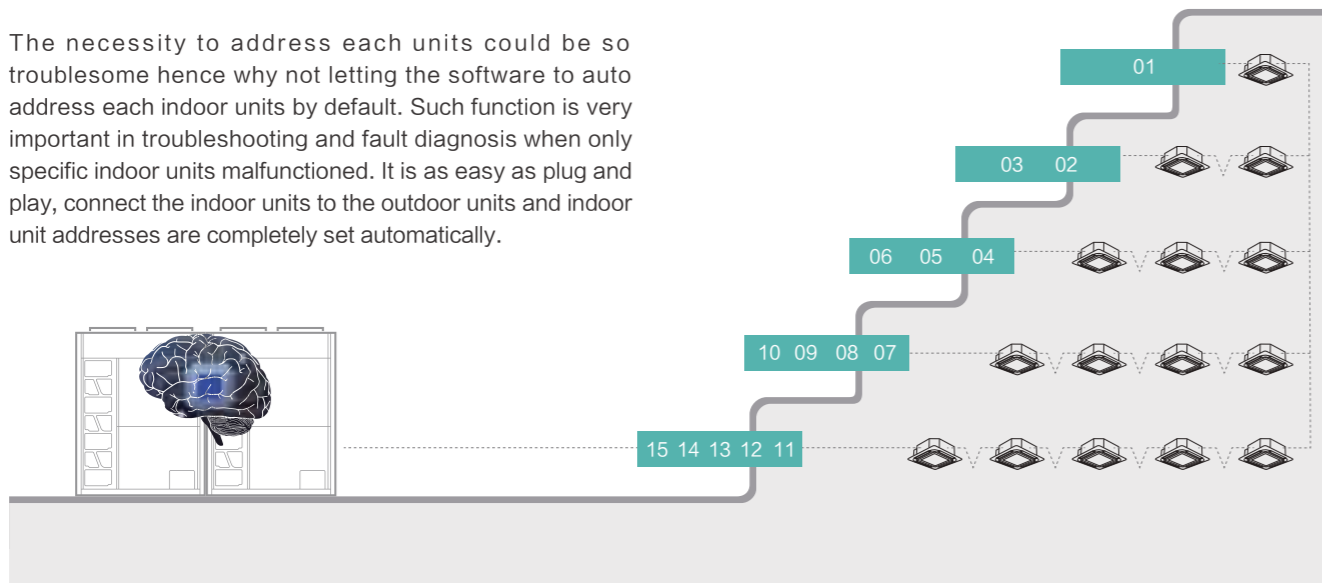 The necessity to address each units could be so
troublesome hence why not letting the software to auto
address each indoor units by default. Such function is very
important in troubleshooting and fault diagnosis when only
specific indoor units malfunctioned. It is as easy as plug and
play, connect the indoor units to the outdoor units and indoor
unit addresses are completely set automatically.
01
03 02
06 05 04
10 09 08 07
15 14 13 12 11